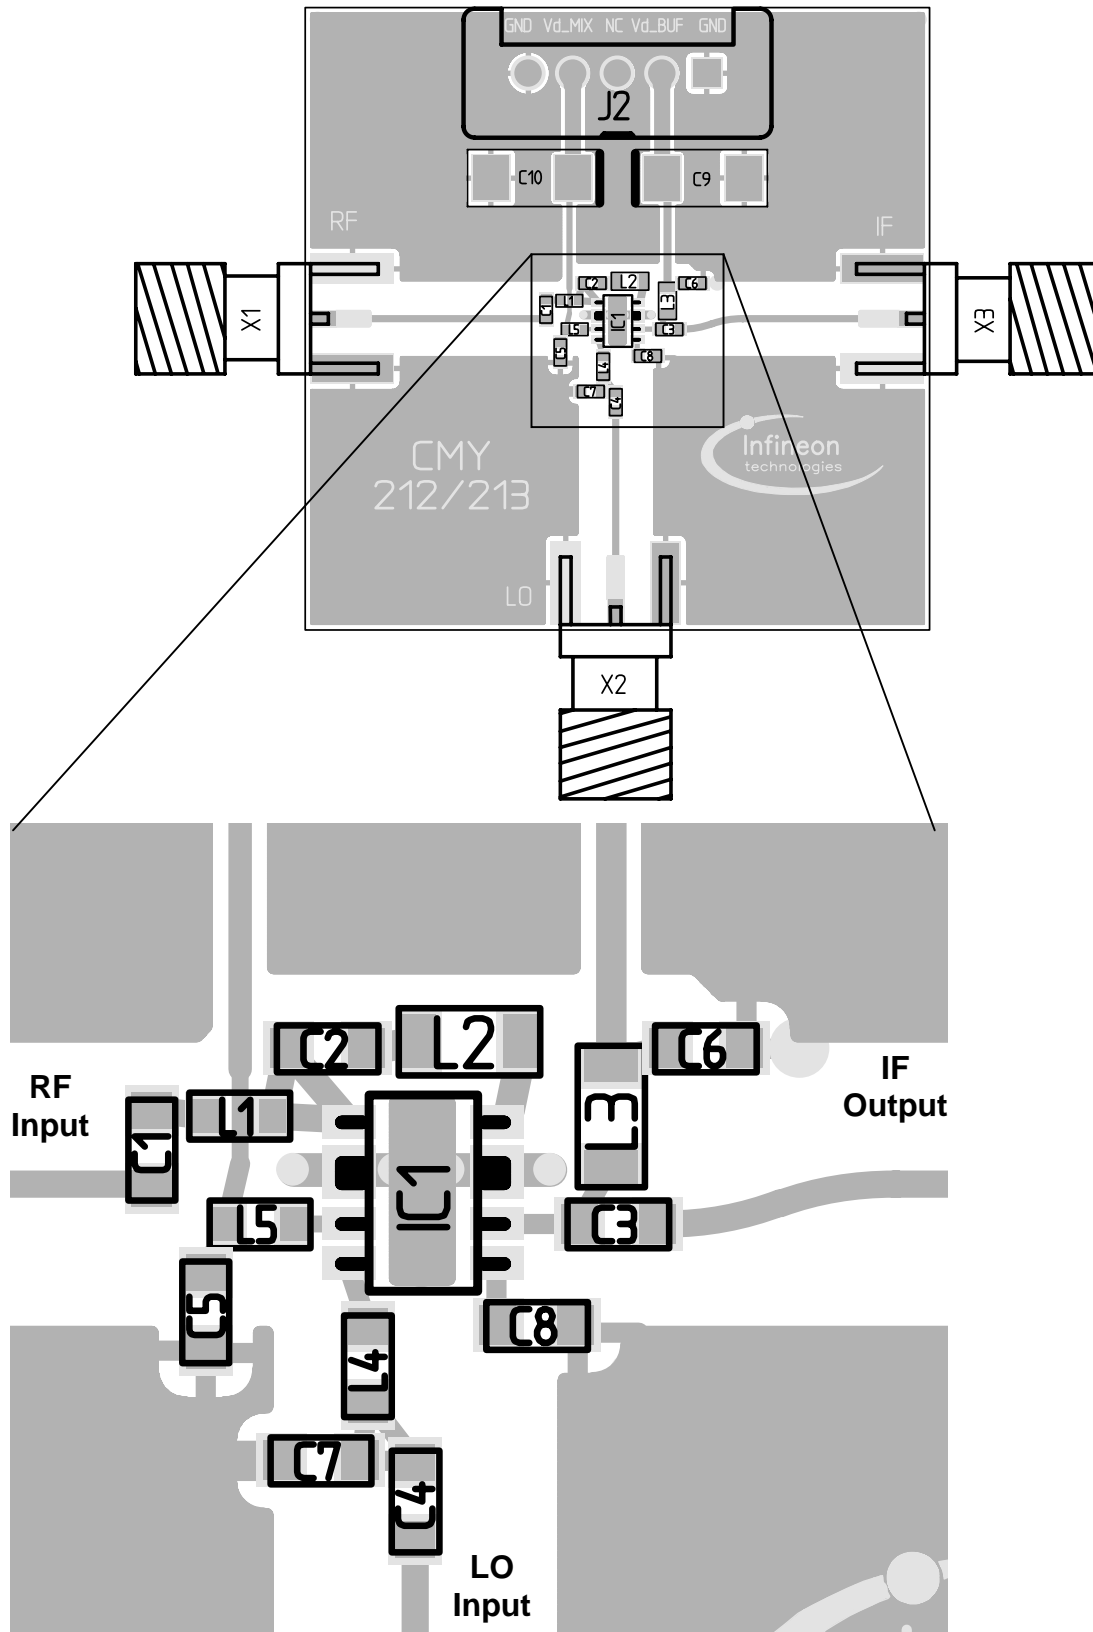 GND Vd_MIX NC Vd_BUF GND
J2
C10
C9
RF
IF
C2
L2
C6
C1
L1
L3
IC1
L5
C3
C5
L4
C8
C7
C4
X1
X3
CMY
212/213
Infineon
technologies
LO
X2
C2
L2
C6
IF
Output
RF
Input
C1
L1
L3
IC1
L5
C3
C5
C8
L4
C7
C4
LO
Input